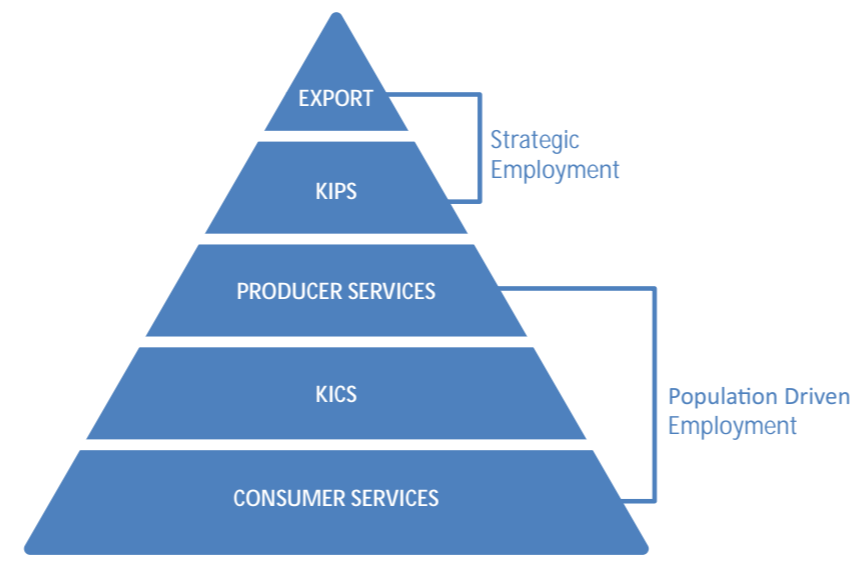 EXPORT
Strategic
Employment
KIPS
PRODUCER SERVICES
KICS
Population Driven
Employment
CONSUMER SERVICES